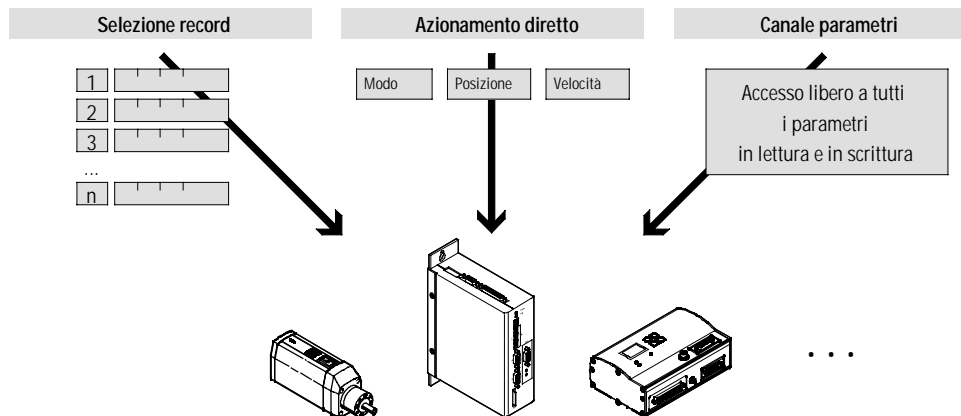 Selezione record
Azionamento diretto
Canale parametri
1
2
3
...
n
Modo
Posizione
Velocità
Accesso libero a tutti
i parametri
in lettura e in scrittura
. . .